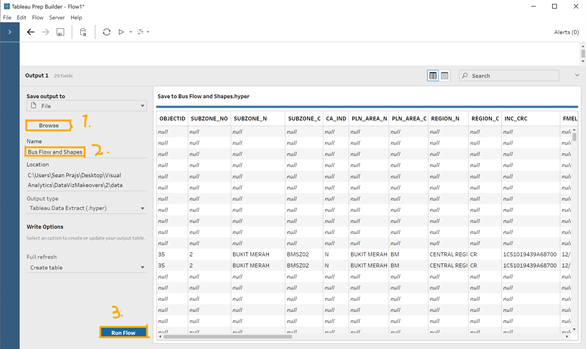 Tableau Prep Builder - Flow1*
File Edit Flow Server Help
Alerts (0)
Output 1 29 fields
Search
Save output to
File
Browse
1.
Name
Bus Flow and Shapes
2.
Location
C:\Users\Sean Prajs\Desktop\Visual
Analytics\DataVizMakeovers\2\data
Output type
Tableau Data Extract (.hyper)
Write Options
Select an option to create or update your output table.
Full refresh
Create table
3.
Run Flow
Save to Bus Flow and Shapes.hyper
OBJECTID SUBZONE_NO SUBZONE_N SUBZONE_C CA_IND PLN_AREA_N PLN_AREA_C REGION_N REGION_C INC_CRC FMEL
null null null null null null null null null null null
null null null null null null null null null null null
null null null null null null null null null null null
null null null null null null null null null null null
null null null null null null null null null null null
null null null null null null null null null null null
null null null null null null null null null null null
null null null null null null null null null null null
null null null null null null null null null null null
null null null null null null null null null null null
35 2 BUKIT MERAH BMSZ02 N BUKIT MERAH BM CENTRAL REGI CR 1C51019439A68700 12/
35 2 BUKIT MERAH BMSZ02 N BUKIT MERAH BM CENTRAL REGI CR 1C51019439A68700 12/
null null null null null null null null null null null
null null null null null null null null null null null
null null null null null null null null null null null
null null null null null null null null null null null
null null null null null null null null null null null
null null null null null null null null null null null